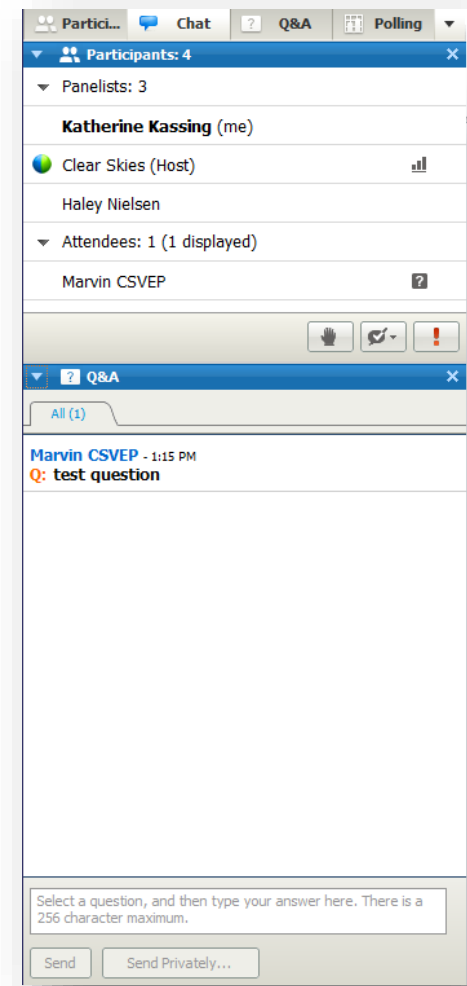 Partici... Chat ? Q&A Polling
Participants: 4
Panelists: 3
Katherine Kassing (me)
Clear Skies (Host)
Haley Nielsen
Attendees: 1 (1 displayed)
Marvin CSVEP ?
!
? Q&A
All (1)
Marvin CSVEP - 1:15 PM
Q: test question
Select a question, and then type your answer here. There is a
256 character maximum.
Send Send Privately...